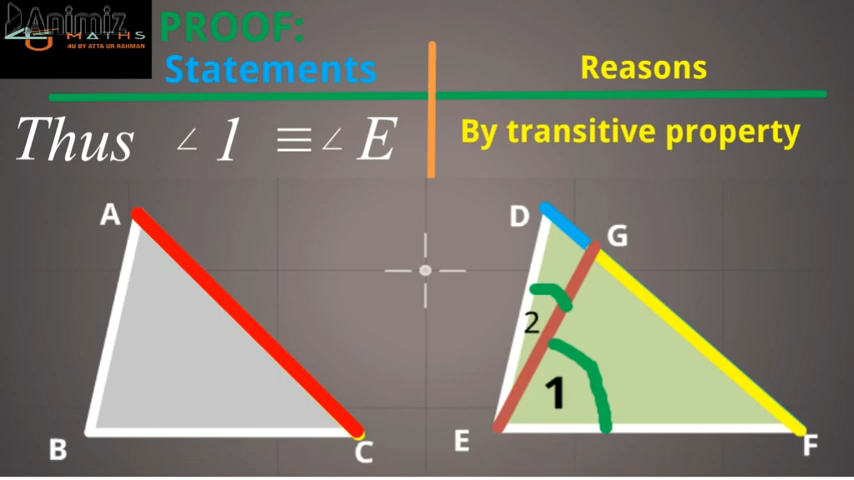 Animiz
MATHS
4U BY ATTA UR RAHMAN
PROOF:
Statements
Reasons
Thus ∠1 ≡ ∠E
By transitive property
A
B
C
D
G
2
1
E
F